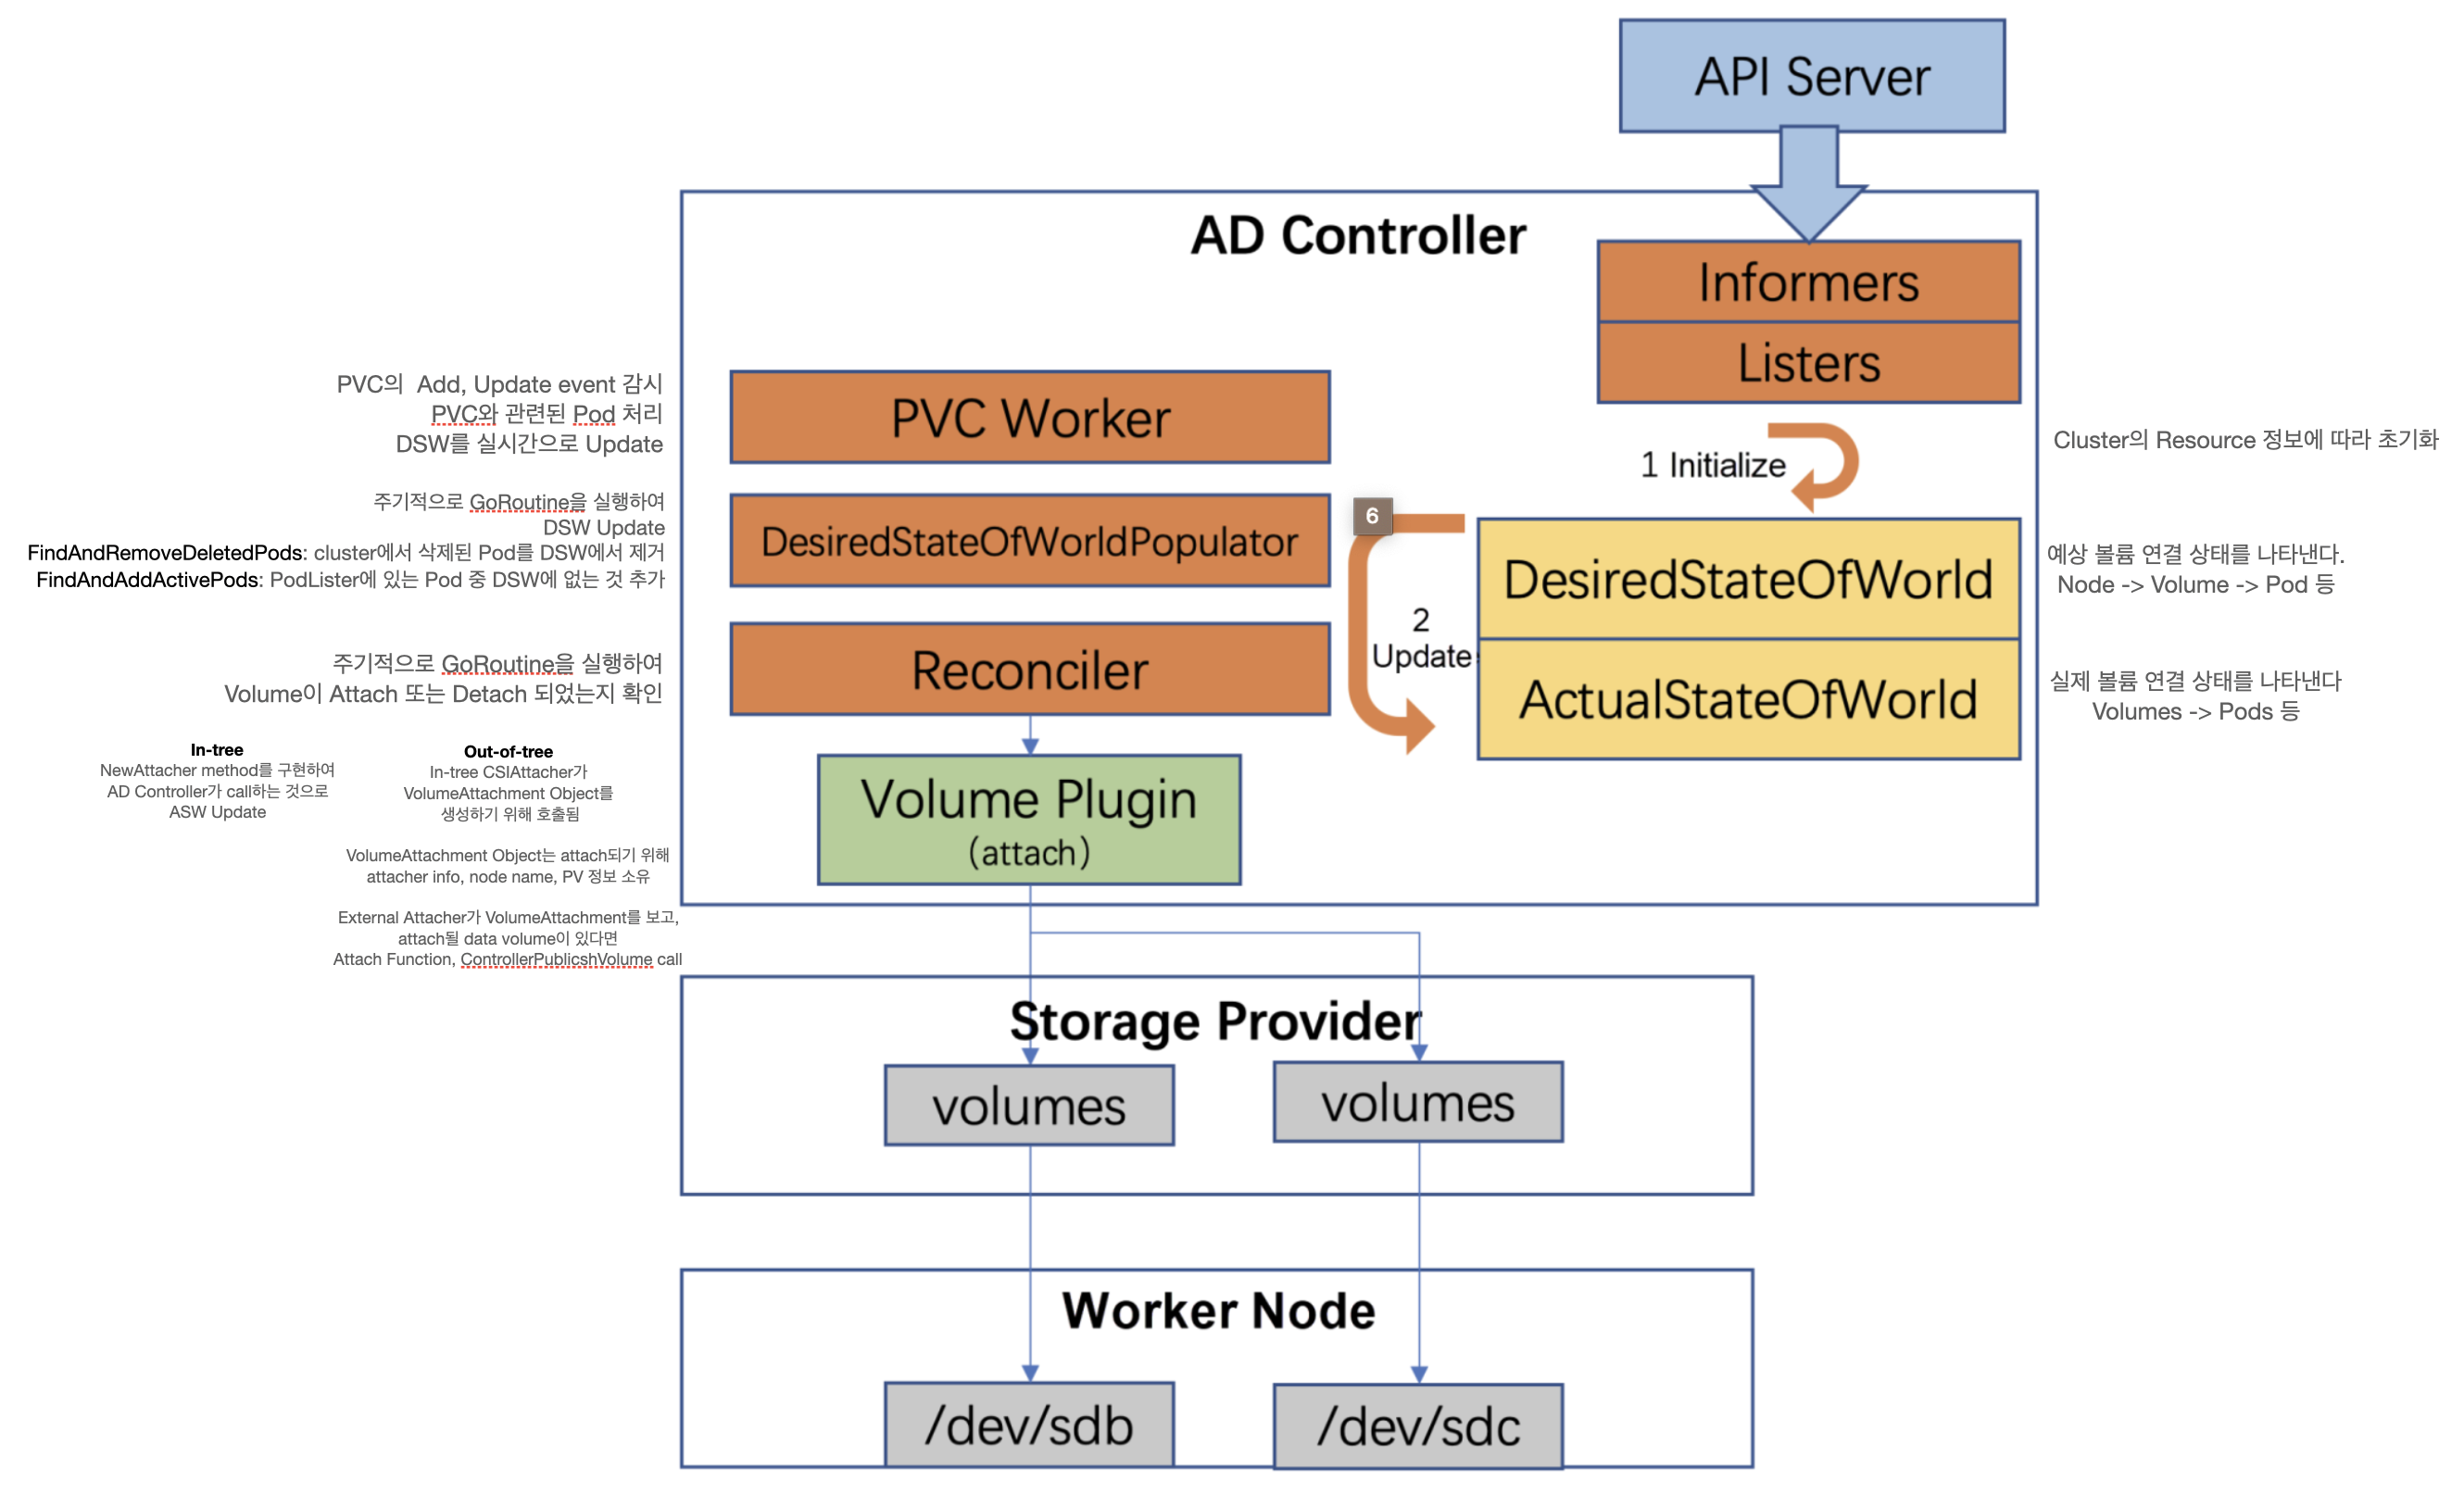 API Server
AD Controller
Informers
Listers
PVC의  Add, Update event 감시
PVC와 관련된 Pod 처리
DSW를 실시간으로 Update
PVC Worker
1 Initialize
Cluster의 Resource 정보에 따라 초기화
주기적으로 GoRoutine을 실행하여
DSW Update
FindAndRemoveDeletedPods: cluster에서 삭제된 Pod를 DSW에서 제거
FindAndAddActivePods: PodLister에 있는 Pod 중 DSW에 없는 것 추가
DesiredStateOfWorldPopulator
6
2
Update
DesiredStateOfWorld
예상 볼륨 연결 상태를 나타낸다.
Node -> Volume -> Pod 등
주기적으로 GoRoutine을 실행하여
Volume이 Attach 또는 Detach 되었는지 확인
Reconciler
ActualStateOfWorld
실제 볼륨 연결 상태를 나타낸다
Volumes -> Pods 등
In-tree
NewAttacher method를 구현하여
AD Controller가 call하는 것으로
ASW Update
Out-of-tree
In-tree CSIAttacher가
VolumeAttachment Object를
생성하기 위해 호출됨
VolumeAttachment Object는 attach되기 위해
attacher info, node name, PV 정보 소유
External Attacher가 VolumeAttachment를 보고,
attach될 data volume이 있다면
Attach Function, ControllerPublicshVolume call
Volume Plugin
(attach)
Storage Provider
volumes
volumes
Worker Node
/dev/sdb
/dev/sdc